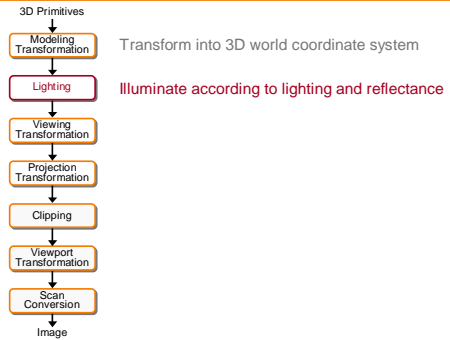 3D Primitives
Modeling
Transformation
Transform into 3D world coordinate system
Lighting
Illuminate according to lighting and reflectance
Viewing
Transformation
Projection
Transformation
Clipping
Viewport
Transformation
Scan
Conversion
Image